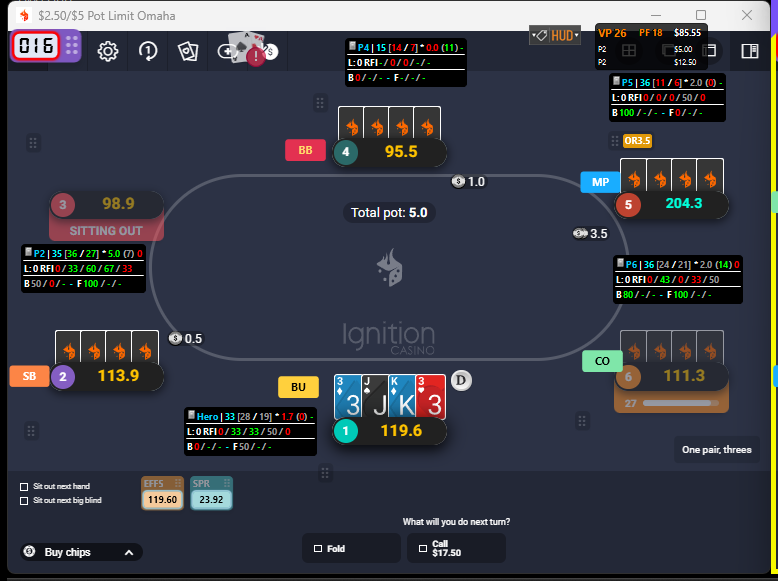 $2.50/$5 Pot Limit Omaha
016
HUD
VP 26 PF 18 $85.55
P2 $5.00
P2 $12.50
P4 | 15 [14 / 7] * 0.0 (11) -
L: 0 RFI - / 0 / 0 / - / -
B 0 / - / - - F - / - / -
P5 | 36 [11 / 6] * 2.0 (0) -
L: 0 RFI 0 / 0 / 0 / 50 / 0
B 100 / - / - - F 0 / - / -
OR3.5
BB
4
95.5
1.0
MP
5
204.3
3
98.9
SITTING OUT
Total pot: 5.0
3.5
P2 | 35 [36 / 27] * 5.0 (7) 0
L: 0 RFI 0 / 33 / 60 / 67 / 33
B 50 / 0 / - - F 100 / - / -
P6 | 36 [24 / 21] * 2.0 (14) 0
L: 0 RFI 0 / 43 / 0 / 33 / 50
B 80 / - / - - F 100 / - / -
Ignition
CASINO
0.5
SB
2
113.9
CO
6
111.3
27
BU
D
3 J K 3
3 J K 3
Hero | 33 [28 / 19] * 1.7 (0) -
L: 0 RFI 0 / 33 / 33 / 50 / 0
B 0 / - / - - F 50 / - / -
1
119.6
One pair, threes
Sit out next hand
Sit out next big blind
EFFS
119.60
SPR
23.92
What will you do next turn?
Buy chips
Fold
Call
$17.50